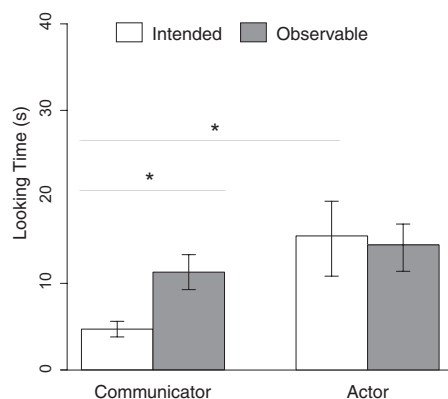 Intended Observable
Looking Time (s)
40
30
20
10
0
*
*
Communicator Actor